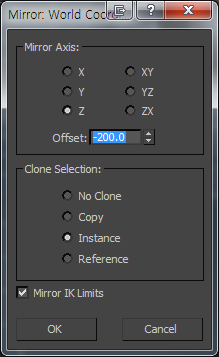 Mirror: World Coor
Mirror Axis:
X XY
Y YZ
Z ZX
Offset: -200.0
Clone Selection:
No Clone
Copy
Instance
Reference
Mirror IK Limits
OK Cancel